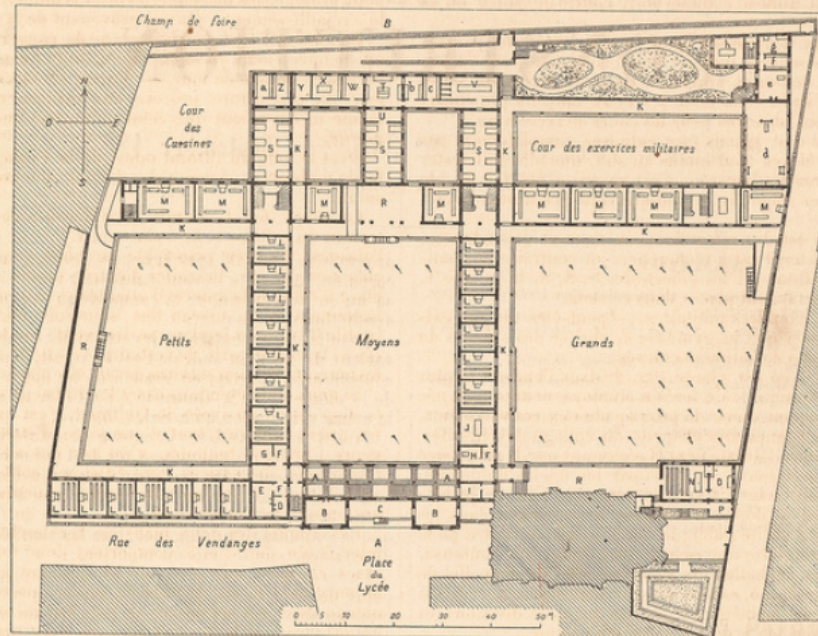 Champ de foire
B
N
O
E
S
Cour
des
Cuisines
a Z Y X W T b c V
h
g
f
e
U
K
S K S S K
Cour des exercices militaires
d
M M M R M M M M M
K K
L L
L L
L L
L L
L L
L L
L
L
R
Petits
K
Moyens
K
Grands
J
G F
H F
K
A A
R
L L L L L L
E F
D
I
O
P
B C B
Rue des Vendanges
A
Place
du
Lycée
J
0 5 10 20 30 40 50 m